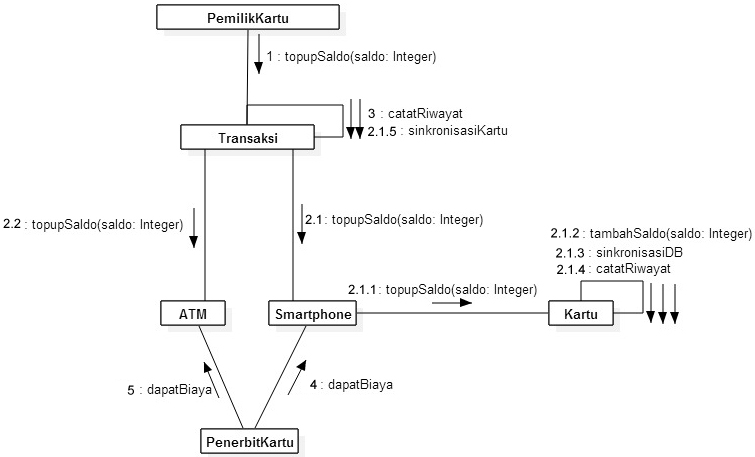 PemilikKartu
1 : topupSaldo(saldo: Integer)
3 : catatRiwayat
2.1.5 : sinkronisasiKartu
Transaksi
2.2 : topupSaldo(saldo: Integer)
2.1 : topupSaldo(saldo: Integer)
2.1.2 : tambahSaldo(saldo: Integer)
2.1.3 : sinkronisasiDB
2.1.4 : catatRiwayat
2.1.1 : topupSaldo(saldo: Integer)
ATM
Smartphone
Kartu
5 : dapatBiaya
4 : dapatBiaya
PenerbitKartu